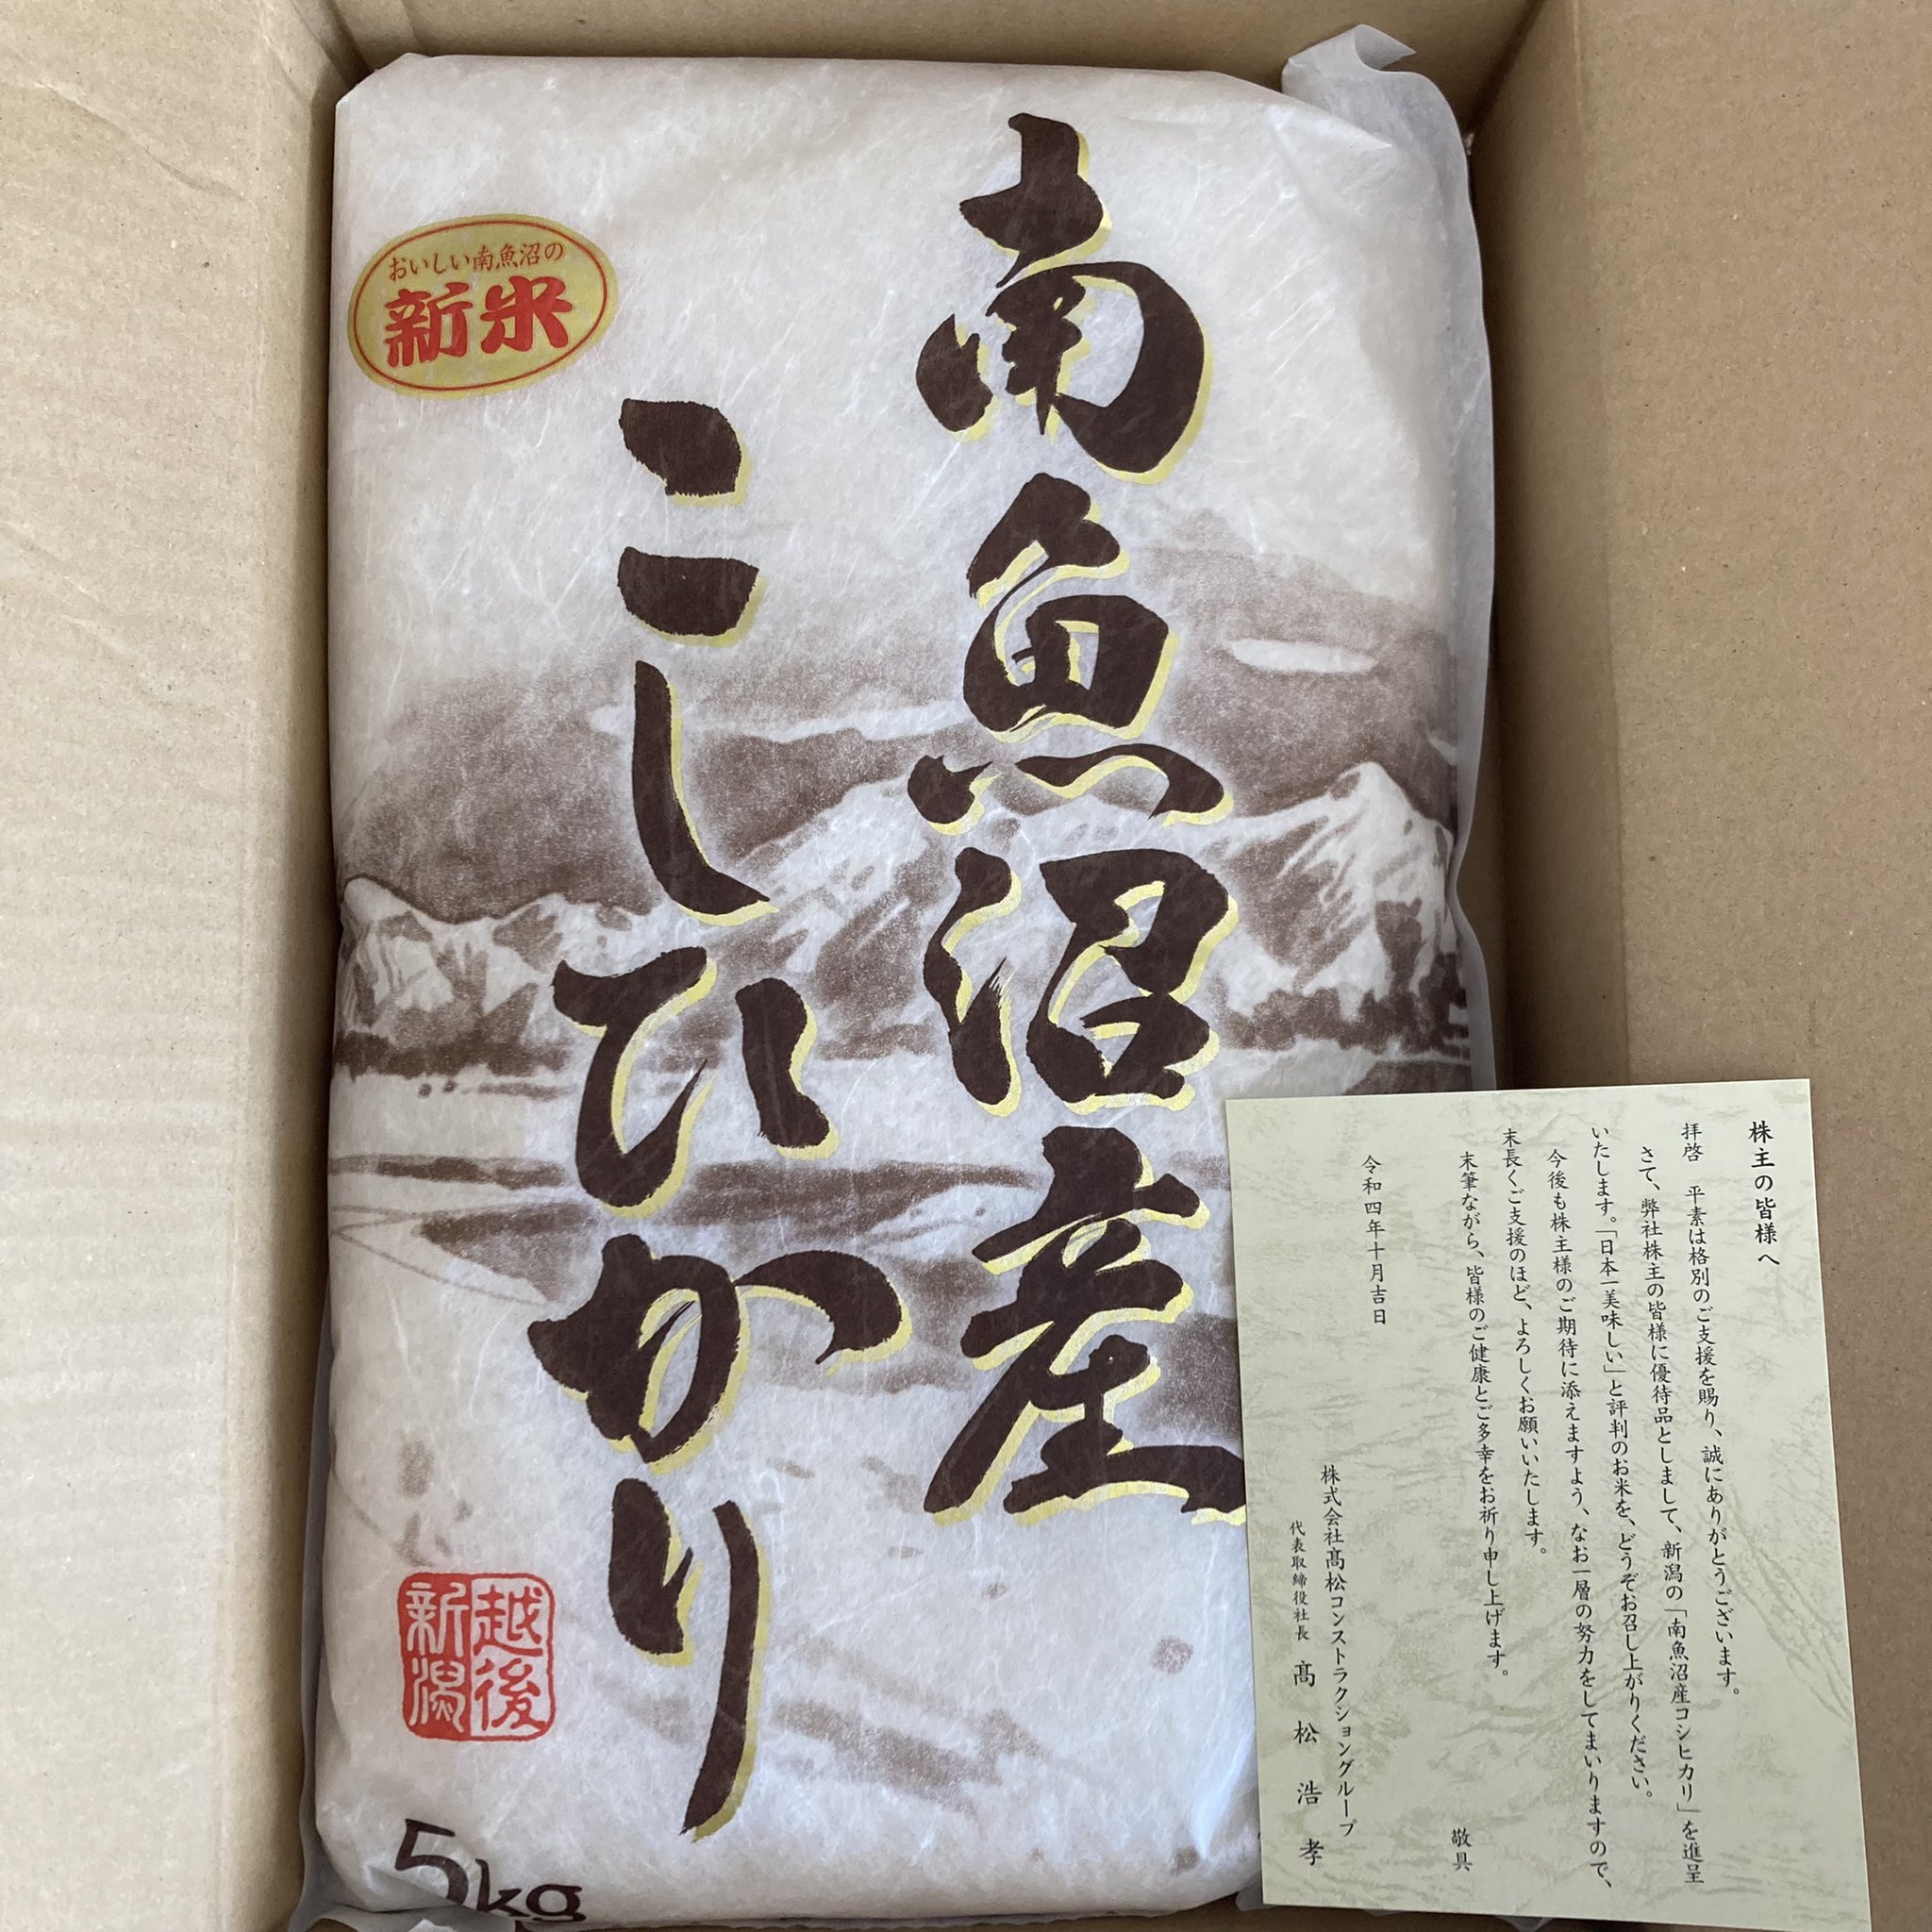 南魚沼産
こしひかり
おいしい南魚沼の
新米
越後
新潟
5kg
株主の皆様へ
拝啓 平素は格別のご支援を賜り、誠にありがとうございます。
さて、弊社株主の皆様に優待品としまして、新潟の「南魚沼産コシヒカリ」を進呈
いたします。「日本一美味しい」と評判のお米を、どうぞお召し上がりください。
今後も株主様のご期待に添えますよう、なお一層の努力をしてまいりますので、
末長くご支援のほど、よろしくお願いいたします。
末筆ながら、皆様のご健康とご多幸をお祈り申し上げます。
敬具
令和四年十月吉日
株式会社髙松コンストラクショングループ
代表取締役社長 髙松浩孝